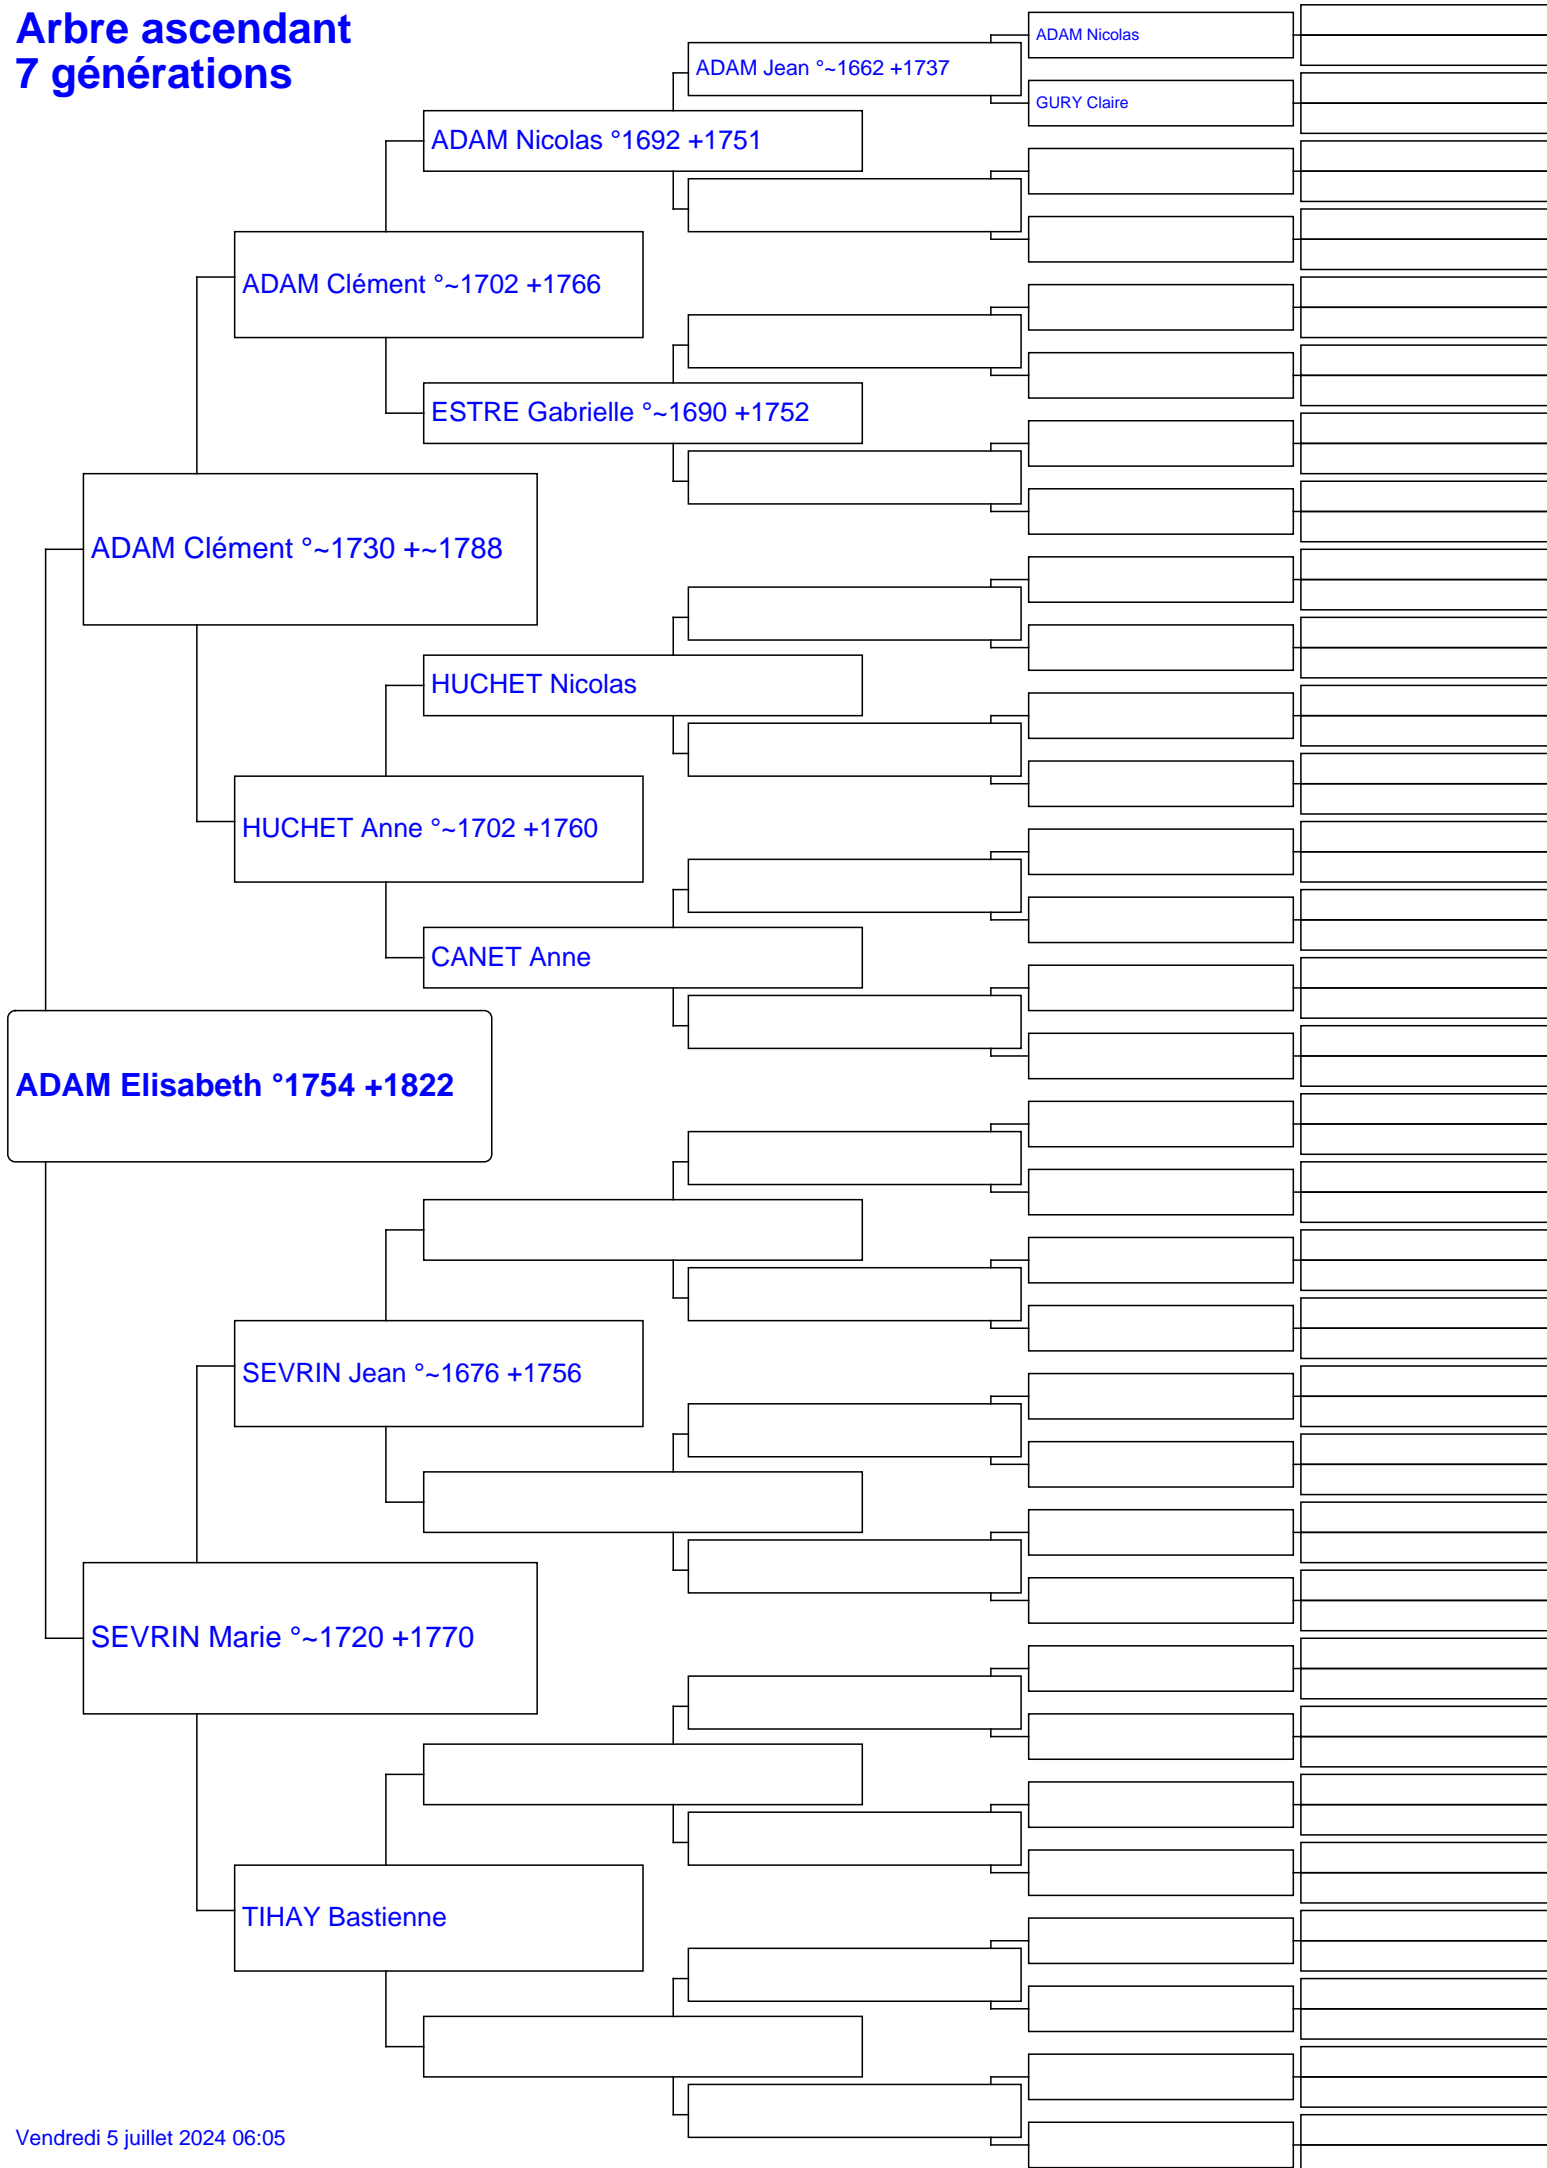 Arbre ascendant
7 générations
ADAM Nicolas
ADAM Jean °~1662 +1737
GURY Claire
ADAM Nicolas °1692 +1751
ADAM Clément °~1702 +1766
ESTRE Gabrielle °~1690 +1752
ADAM Clément °~1730 +~1788
HUCHET Nicolas
HUCHET Anne °~1702 +1760
CANET Anne
ADAM Elisabeth °1754 +1822
SEVRIN Jean °~1676 +1756
SEVRIN Marie °~1720 +1770
TIHAY Bastienne
Vendredi 5 juillet 2024 06:05